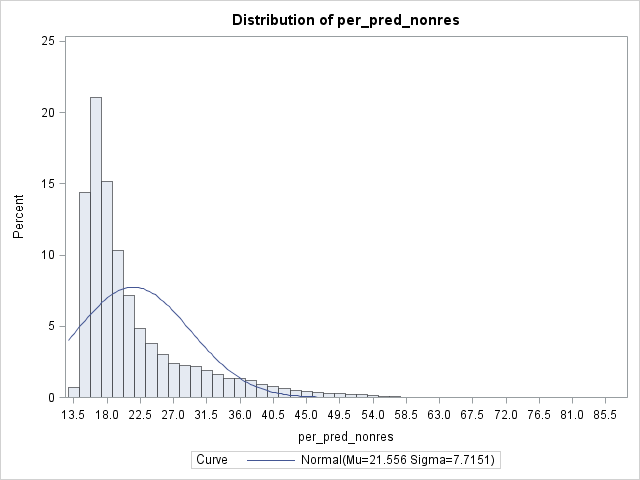 Distribution of per_pred_nonres
25
20
15
10
5
0
Percent
13.5 18.0 22.5 27.0 31.5 36.0 40.5 45.0 49.5 54.0 58.5 63.0 67.5 72.0 76.5 81.0 85.5
per_pred_nonres
Curve Normal(Mu=21.556 Sigma=7.7151)